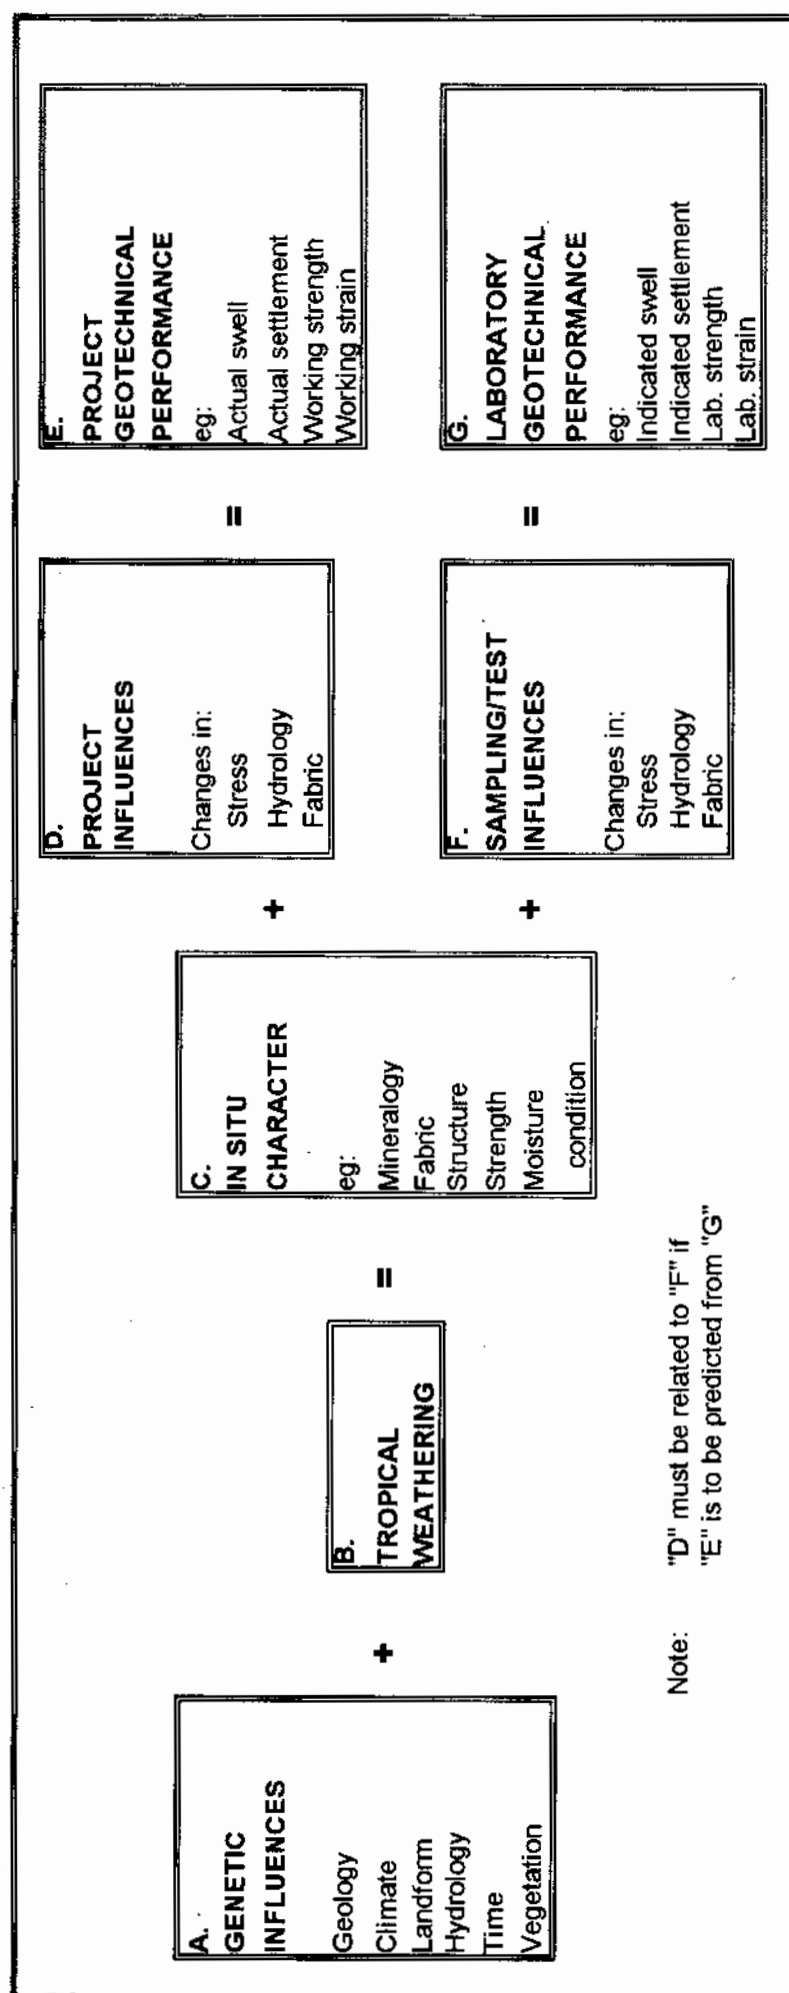 A.
GENETIC
INFLUENCES
Geology
Climate
Landform
Hydrology
Time
Vegetation
+
B.
TROPICAL
WEATHERING
=
C.
IN SITU
CHARACTER
eg:
Mineralogy
Fabric
Structure
Strength
Moisture
condition
+
D.
PROJECT
INFLUENCES
Changes in:
Stress
Hydrology
Fabric
=
E.
PROJECT
GEOTECHNICAL
PERFORMANCE
eg:
Actual swell
Actual settlement
Working strength
Working strain
+
F.
SAMPLING/TEST
INFLUENCES
Changes in:
Stress
Hydrology
Fabric
=
G.
LABORATORY
GEOTECHNICAL
PERFORMANCE
eg:
Indicated swell
Indicated settlement
Lab. strength
Lab. strain
Note: "D" must be related to "F" if
"E" is to be predicted from "G"